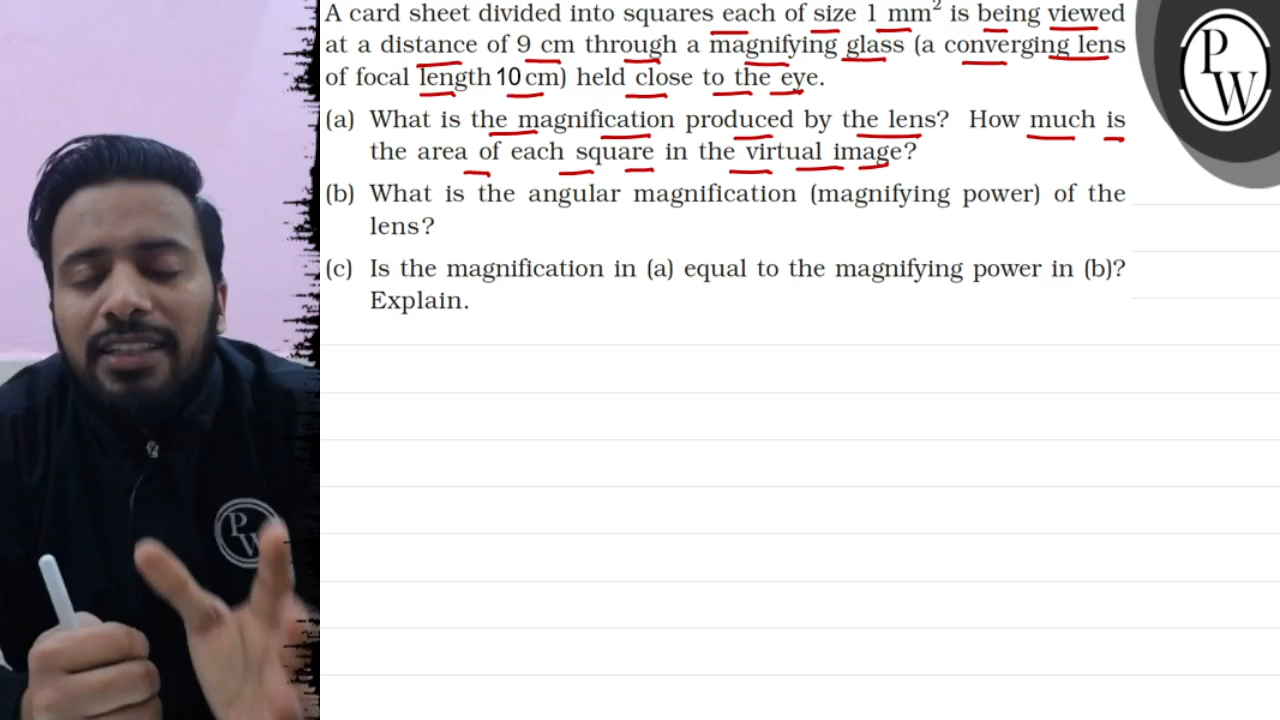 A card sheet divided into squares each of size 1 mm² is being viewed
at a distance of 9 cm through a magnifying glass (a converging lens
of focal length 10 cm) held close to the eye.
(a) What is the magnification produced by the lens? How much is
the area of each square in the virtual image?
(b) What is the angular magnification (magnifying power) of the
lens?
(c) Is the magnification in (a) equal to the magnifying power in (b)?
Explain.
P
W
P
W